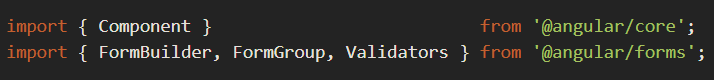 import { Component } from '@angular/core';
import { FormBuilder, FormGroup, Validators } from '@angular/forms';